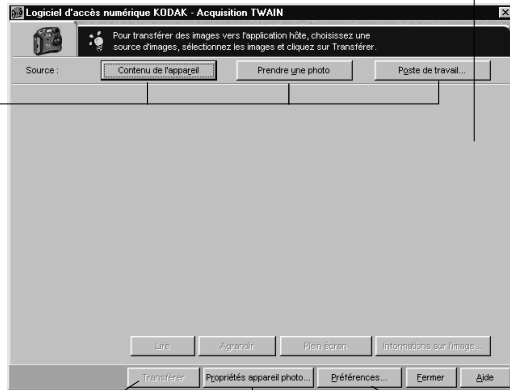 Logiciel d'accès numérique KODAK - Acquisition TWAIN
Pour transférer des images vers l'application hôte, choisissez une
source d'images, sélectionnez les images et cliquez sur Transférer.
Source : Contenu de l'appareil Prendre une photo Poste de travail...
Lire Agrandir Plein écran Informations sur l'image...
Transférer Propriétés appareil photo... Préférences... Fermer Aide